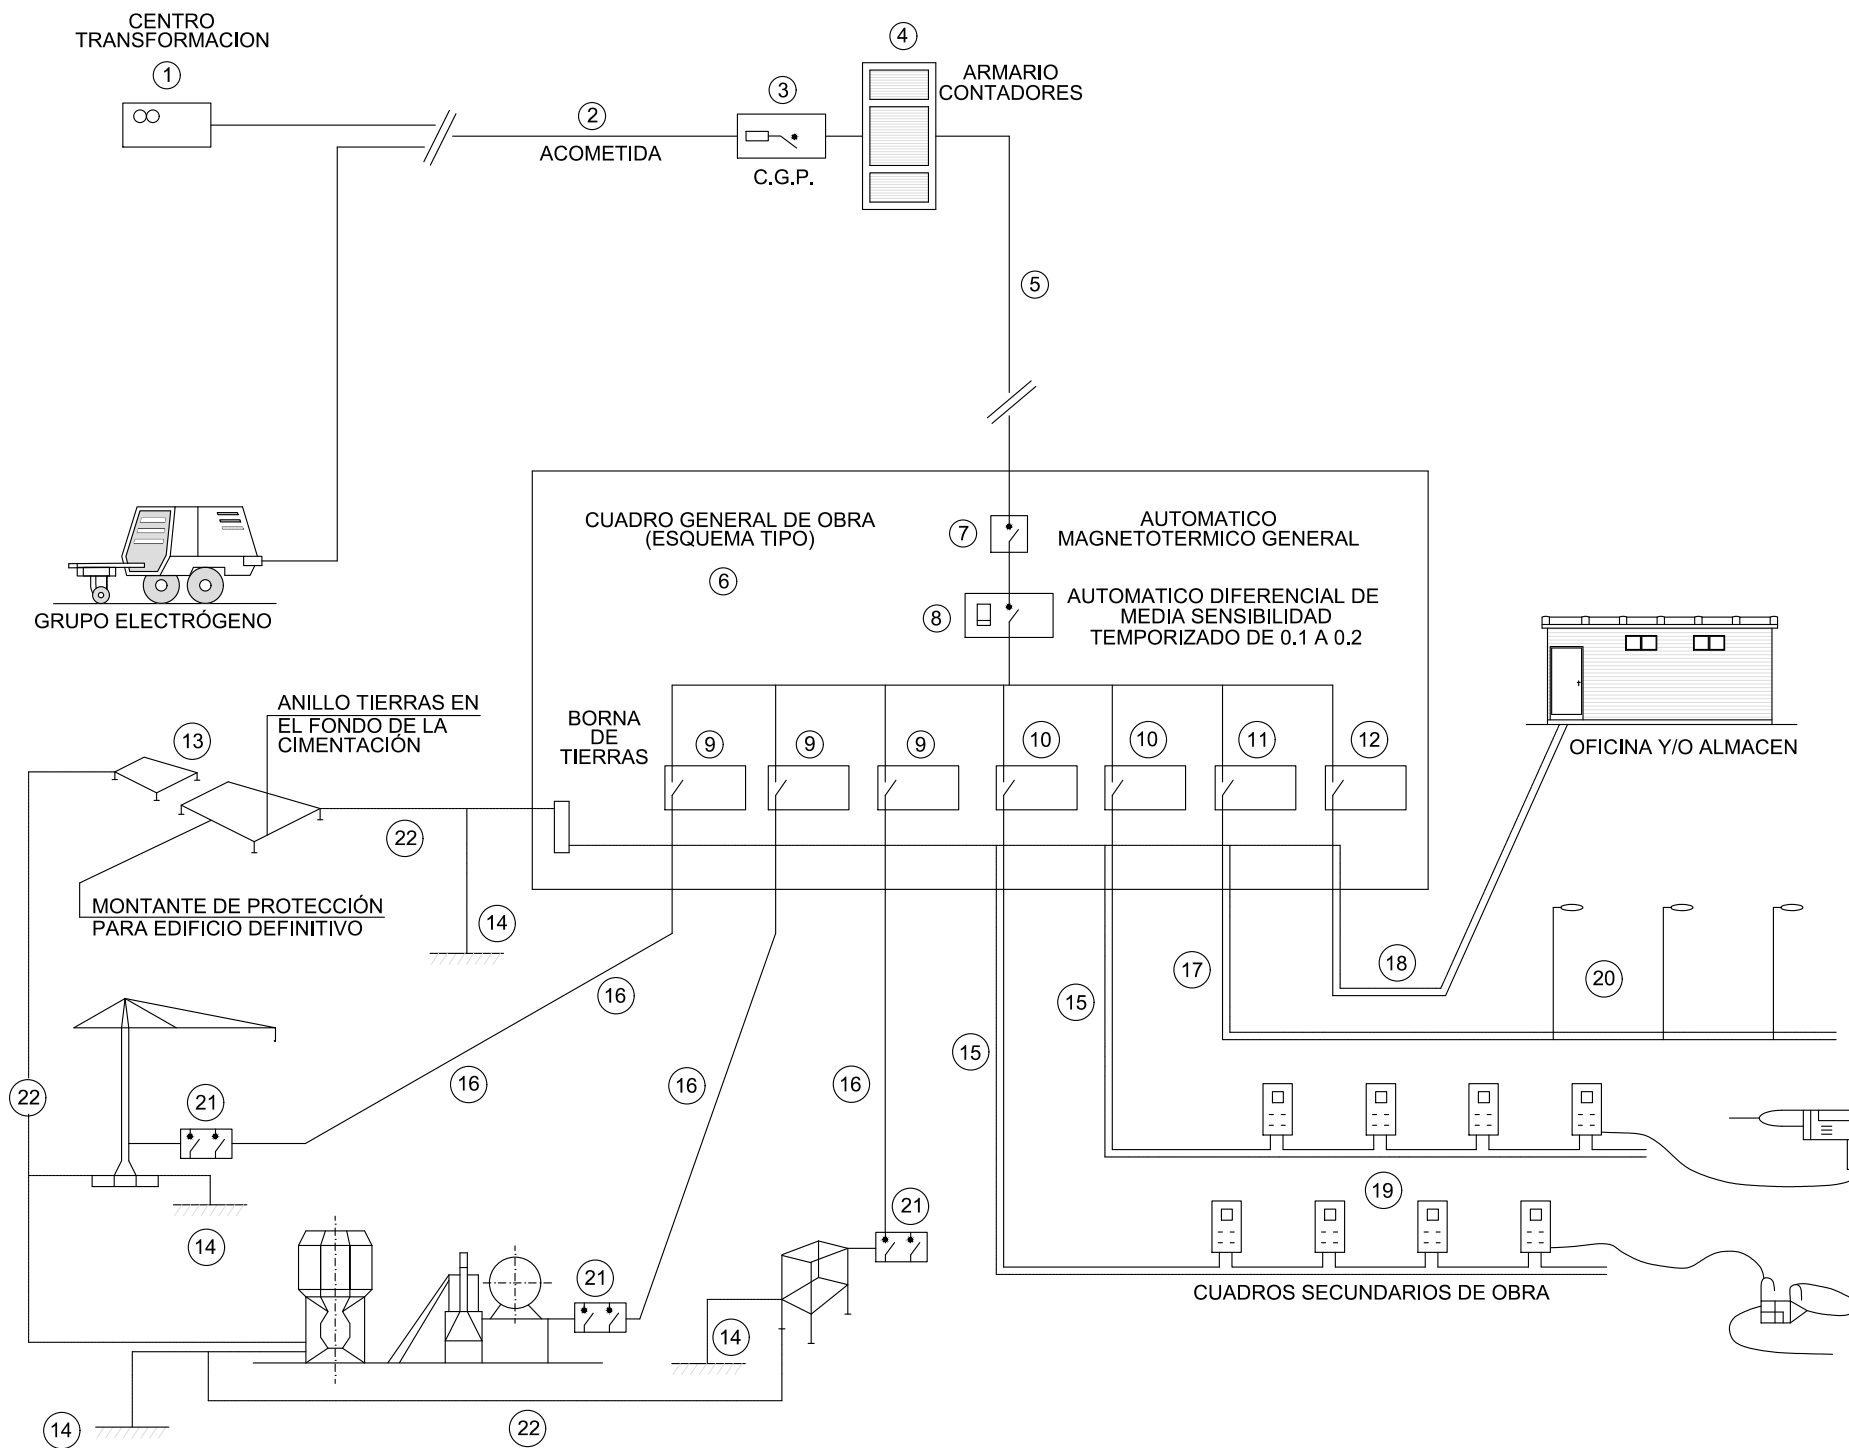 CENTRO
TRANSFORMACION
1
2
ACOMETIDA
3
C.G.P.
4
ARMARIO
CONTADORES
5
GRUPO ELECTRÓGENO
CUADRO GENERAL DE OBRA
(ESQUEMA TIPO)
6
7
AUTOMATICO
MAGNETOTERMICO GENERAL
8
AUTOMATICO DIFERENCIAL DE
MEDIA SENSIBILIDAD
TEMPORIZADO DE 0.1 A 0.2
BORNA
DE
TIERRAS
9
9
9
10
10
11
12
OFICINA Y/O ALMACEN
ANILLO TIERRAS EN
EL FONDO DE LA
CIMENTACIÓN
13
22
MONTANTE DE PROTECCIÓN
PARA EDIFICIO DEFINITIVO
14
16
17
18
20
15
15
22
21
16
16
16
14
21
21
19
CUADROS SECUNDARIOS DE OBRA
14
14
22